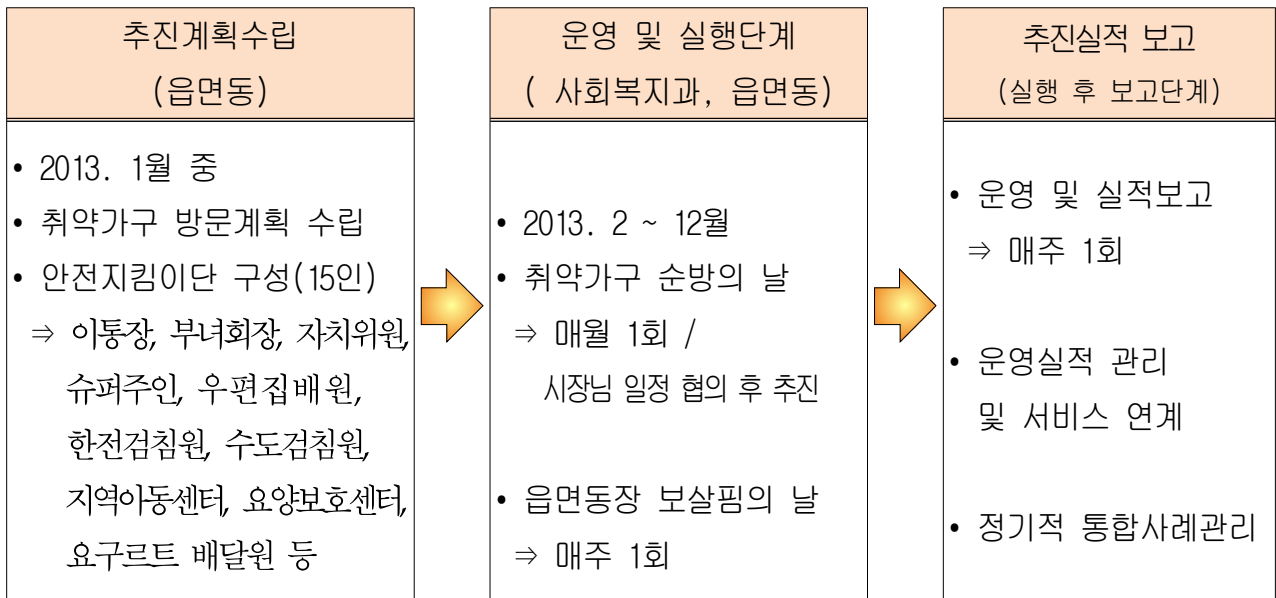 추진계획수립
(읍면동)
• 2013. 1월 중
• 취약가구 방문계획 수립
• 안전지킴이단 구성(15인)
⇒ 이통장, 부녀회장, 자치위원,
슈퍼주인, 우편집배원,
한전검침원, 수도검침원,
지역아동센터, 요양보호센터,
요구르트 배달원 등
운영 및 실행단계
( 사회복지과, 읍면동)
• 2013. 2 ~ 12월
• 취약가구 순방의 날
⇒ 매월 1회 /
시장님 일정 협의 후 추진
• 읍면동장 보살핌의 날
⇒ 매주 1회
추진실적 보고
(실행 후 보고단계)
• 운영 및 실적보고
⇒ 매주 1회
• 운영실적 관리
및 서비스 연계
• 정기적 통합사례관리